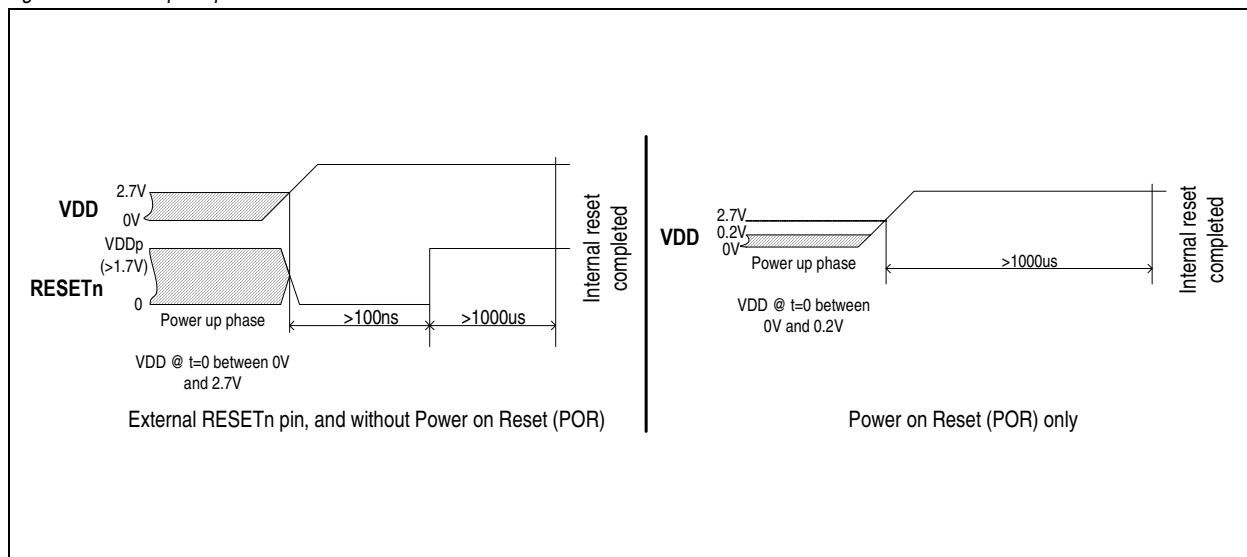 2.7V
VDD
0V
VDDp
(>1.7V)
RESETn
0
Power up phase
>100ns
>1000us
VDD @ t=0 between 0V
and 2.7V
Internal reset
completed
External RESETn pin, and without Power on Reset (POR)
2.7V
0.2V
VDD
0V
Power up phase
>1000us
VDD @ t=0 between
0V and 0.2V
Internal reset
completed
Power on Reset (POR) only